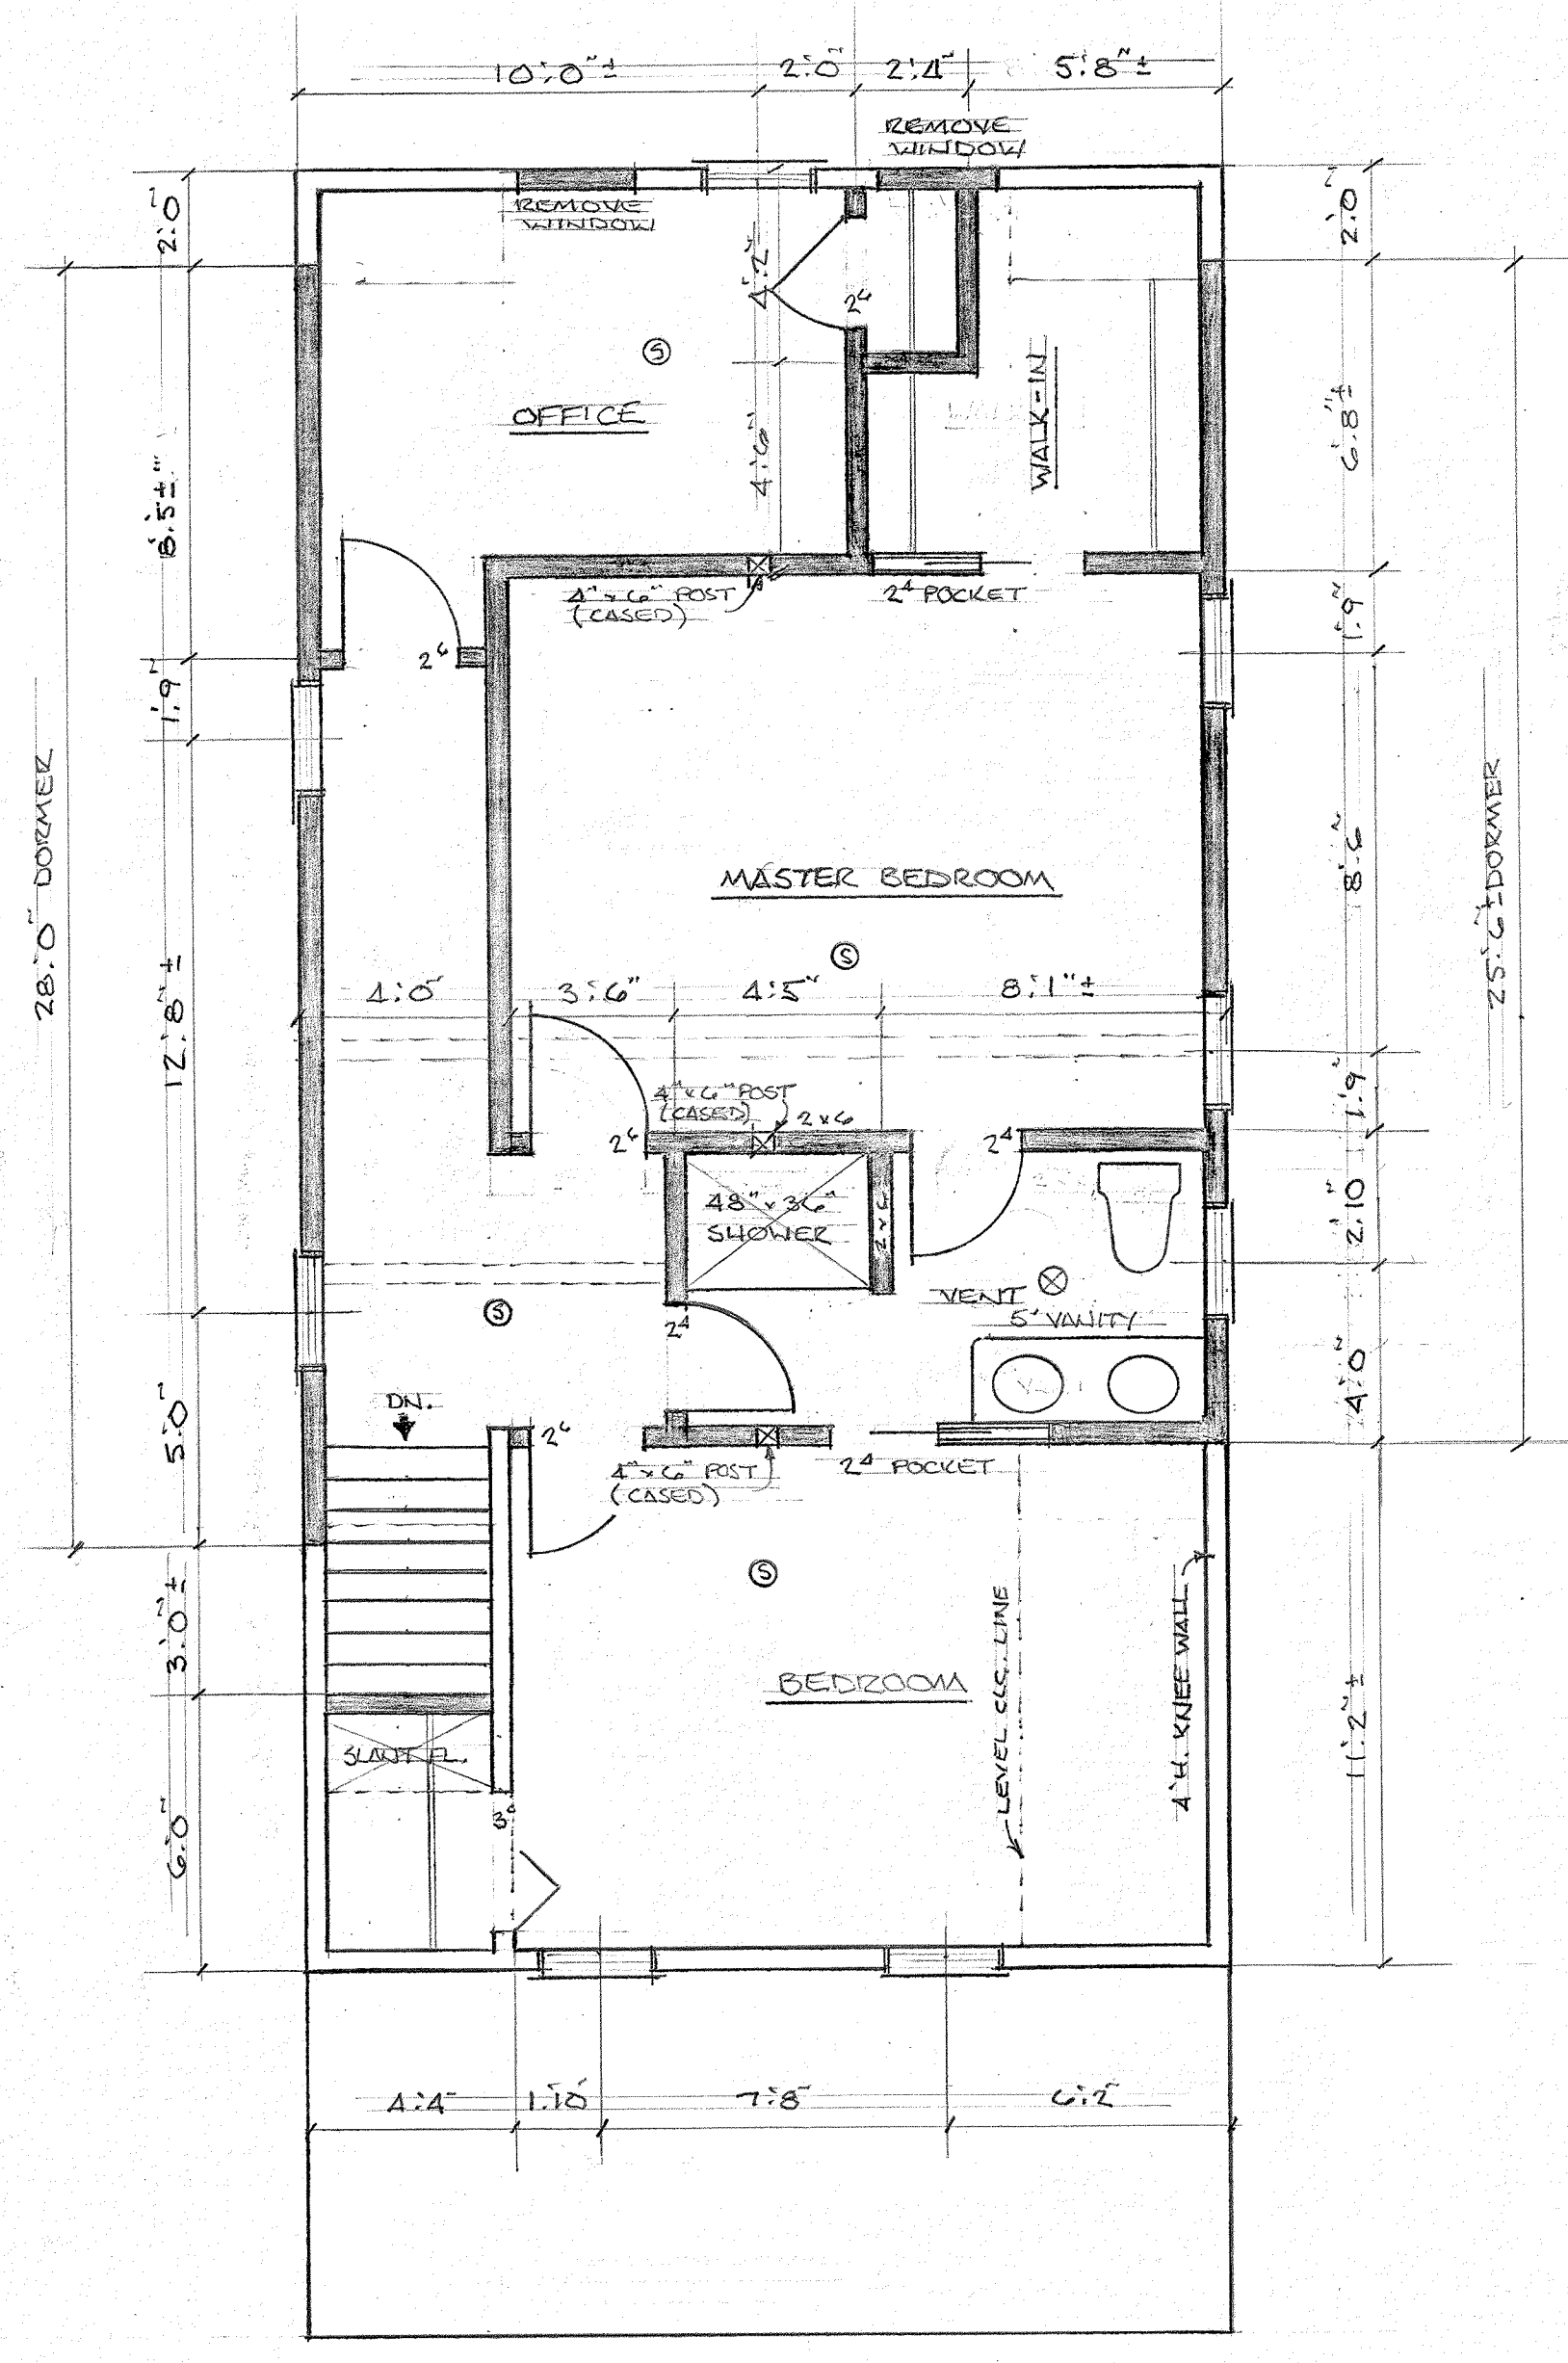 10'-0"±
2'-0"
2'-4"
5'-8"±
REMOVE
WINDOW
REMOVE
WINDOW
2'-0"
2'-0"
4'-2"
2⁶
Ⓢ
OFFICE
WALK-IN
6'-8"±
4'-6"
8'-5"±
4"x6" POST
(CASED)
2⁴ POCKET
1'-9"
2⁶
1'-9"
28'-0" DORMER
MASTER BEDROOM
8'-6"
25'-6"± DORMER
Ⓢ
4'-0"
3'-6"
4'-5"
8'-1"±
12'-8"±
4"x6" POST
(CASED)
2x6
1'-9"
2⁶
2⁴
48"x36"
SHOWER
2x6
2'-10"
VENT
5' VANITY
Ⓢ
2⁴
4'-0"
DN.
5'-0"
2⁶
4"x6" POST
(CASED)
2⁴ POCKET
Ⓢ
3'-0"±
LEVEL CLG. LINE
4' H. KNEE WALL
BEDROOM
11'-2"±
SLANT FL.
6'-0"
4'-4"
1'-10"
7'-8"
6'-2"